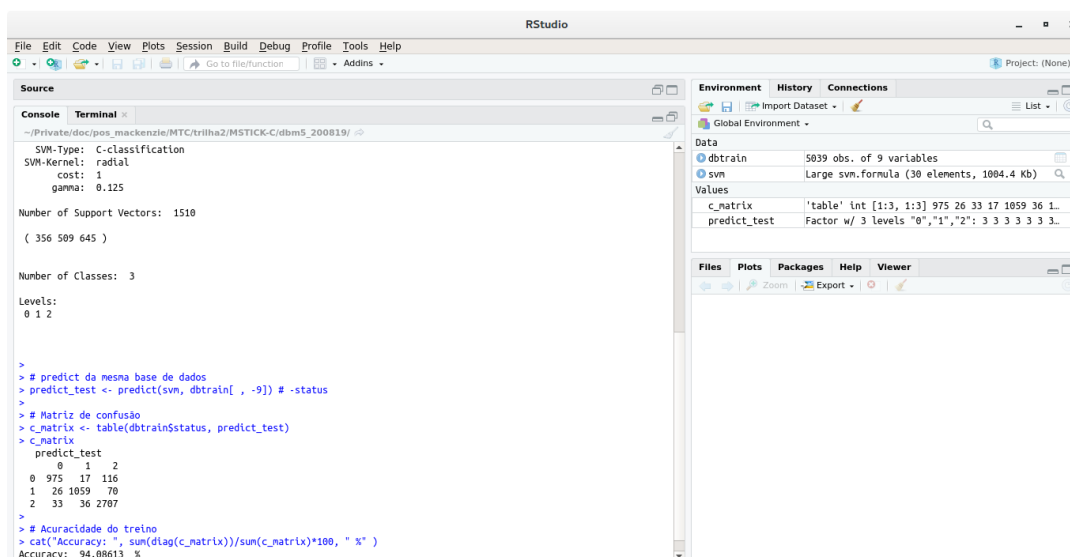 RStudio
File Edit Code View Plots Session Build Debug Profile Tools Help
Go to file/function Addins Project: (None)
Source
Console Terminal
~/Private/doc/pos_mackenzie/MTC/trilha2/MSTICK-C/dbm5_200819/
SVM-Type: C-classification
SVM-Kernel: radial
cost: 1
gamma: 0.125
Number of Support Vectors: 1510
( 356 509 645 )
Number of Classes: 3
Levels:
0 1 2
>
> # predict da mesma base de dados
> predict_test <- predict(svm, dbtrain[ , -9]) # -status
>
> # Matriz de confusão
> c_matrix <- table(dbtrain$status, predict_test)
> c_matrix
predict_test
0 1 2
0 975 17 116
1 26 1059 70
2 33 36 2707
>
> # Acuracidade do treino
> cat("Accuracy: ", sum(diag(c_matrix))/sum(c_matrix)*100, " %" )
Accuracy: 94.08613 %
Environment History Connections
Import Dataset List
Global Environment
Data
dbtrain 5039 obs. of 9 variables
svm Large svm.formula (30 elements, 1004.4 Kb)
Values
c_matrix 'table' int [1:3, 1:3] 975 26 33 17 1059 36 1…
predict_test Factor w/ 3 levels "0","1","2": 3 3 3 3 3 3 3…
Files Plots Packages Help Viewer
Zoom Export